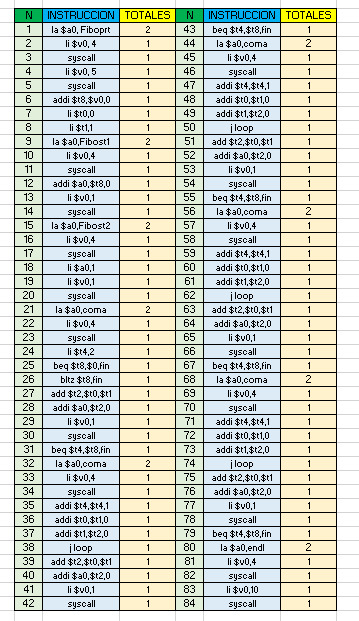 N INSTRUCCION TOTALES N INSTRUCCION TOTALES
1 la $a0, Fiboprt 2 43 beq $t4,$t8,fin 1
2 li $v0, 4 1 44 la $a0,coma 2
3 syscall 1 45 li $v0,4 1
4 li $v0, 5 1 46 syscall 1
5 syscall 1 47 addi $t4,$t4,1 1
6 addi $t8,$v0,0 1 48 addi $t0,$t1,0 1
7 li $t0,0 1 49 addi $t1,$t2,0 1
8 li $t1,1 1 50 j loop 1
9 la $a0,Fibost1 2 51 add $t2,$t0,$t1 1
10 li $v0,4 1 52 addi $a0,$t2,0 1
11 syscall 1 53 li $v0,1 1
12 addi $a0,$t8,0 1 54 syscall 1
13 li $v0,1 1 55 beq $t4,$t8,fin 1
14 syscall 1 56 la $a0,coma 2
15 la $a0,Fibost2 2 57 li $v0,4 1
16 li $v0,4 1 58 syscall 1
17 syscall 1 59 addi $t4,$t4,1 1
18 li $a0,1 1 60 addi $t0,$t1,0 1
19 li $v0,1 1 61 addi $t1,$t2,0 1
20 syscall 1 62 j loop 1
21 la $a0,coma 2 63 add $t2,$t0,$t1 1
22 li $v0,4 1 64 addi $a0,$t2,0 1
23 syscall 1 65 li $v0,1 1
24 li $t4,2 1 66 syscall 1
25 beq $t8,$0,fin 1 67 beq $t4,$t8,fin 1
26 bltz $t8,fin 1 68 la $a0,coma 2
27 add $t2,$t0,$t1 1 69 li $v0,4 1
28 addi $a0,$t2,0 1 70 syscall 1
29 li $v0,1 1 71 addi $t4,$t4,1 1
30 syscall 1 72 addi $t0,$t1,0 1
31 beq $t4,$t8,fin 1 73 addi $t1,$t2,0 1
32 la $a0,coma 2 74 j loop 1
33 li $v0,4 1 75 add $t2,$t0,$t1 1
34 syscall 1 76 addi $a0,$t2,0 1
35 addi $t4,$t4,1 1 77 li $v0,1 1
36 addi $t0,$t1,0 1 78 syscall 1
37 addi $t1,$t2,0 1 79 beq $t4,$t8,fin 1
38 j loop 1 80 la $a0,endl 2
39 add $t2,$t0,$t1 1 81 li $v0,4 1
40 addi $a0,$t2,0 1 82 syscall 1
41 li $v0,1 1 83 li $v0,10 1
42 syscall 1 84 syscall 1